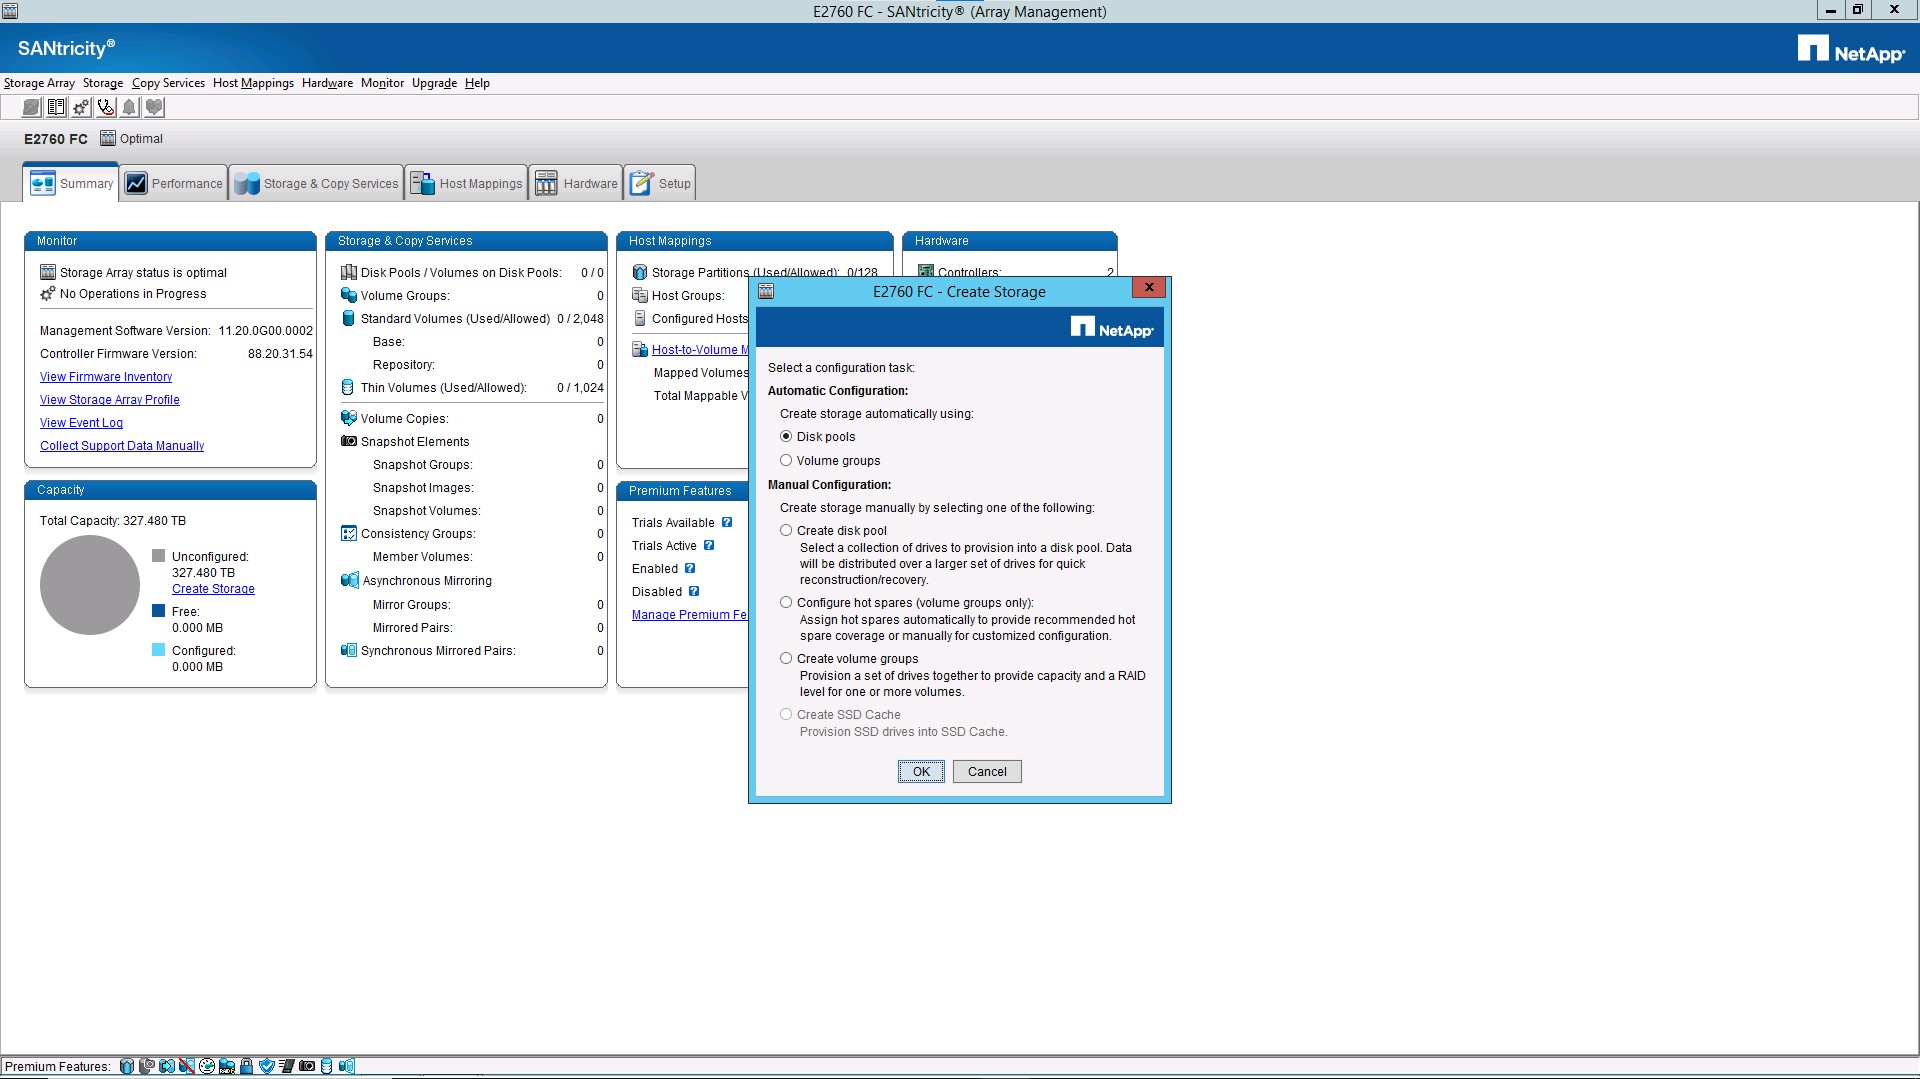 E2760 FC - SANtricity® (Array Management)
SANtricity®
NetApp
Storage Array Storage Copy Services Host Mappings Hardware Monitor Upgrade Help
E2760 FC Optimal
Summary Performance Storage & Copy Services Host Mappings Hardware Setup
Monitor
Storage Array status is optimal
No Operations in Progress
Management Software Version: 11.20.0G00.0002
Controller Firmware Version: 88.20.31.54
View Firmware Inventory
View Storage Array Profile
View Event Log
Collect Support Data Manually
Capacity
Total Capacity: 327.480 TB
Unconfigured:
327.480 TB
Create Storage
Free:
0.000 MB
Configured:
0.000 MB
Storage & Copy Services
Disk Pools / Volumes on Disk Pools: 0 / 0
Volume Groups: 0
Standard Volumes (Used/Allowed) 0 / 2,048
Base: 0
Repository: 0
Thin Volumes (Used/Allowed): 0 / 1,024
Volume Copies: 0
Snapshot Elements
Snapshot Groups: 0
Snapshot Images: 0
Snapshot Volumes: 0
Consistency Groups: 0
Member Volumes: 0
Asynchronous Mirroring
Mirror Groups: 0
Mirrored Pairs: 0
Synchronous Mirrored Pairs: 0
Host Mappings
Storage Partitions (Used/Allowed): 0/128
Host Groups:
Configured Hosts
Host-to-Volume M
Mapped Volumes
Total Mappable V
Premium Features
Trials Available
Trials Active
Enabled
Disabled
Manage Premium Fe
Hardware
Controllers: 2
E2760 FC - Create Storage
NetApp
Select a configuration task:
Automatic Configuration:
Create storage automatically using:
Disk pools
Volume groups
Manual Configuration:
Create storage manually by selecting one of the following:
Create disk pool
Select a collection of drives to provision into a disk pool. Data
will be distributed over a larger set of drives for quick
reconstruction/recovery.
Configure hot spares (volume groups only):
Assign hot spares automatically to provide recommended hot
spare coverage or manually for customized configuration.
Create volume groups
Provision a set of drives together to provide capacity and a RAID
level for one or more volumes.
Create SSD Cache
Provision SSD drives into SSD Cache.
OK Cancel
Premium Features: